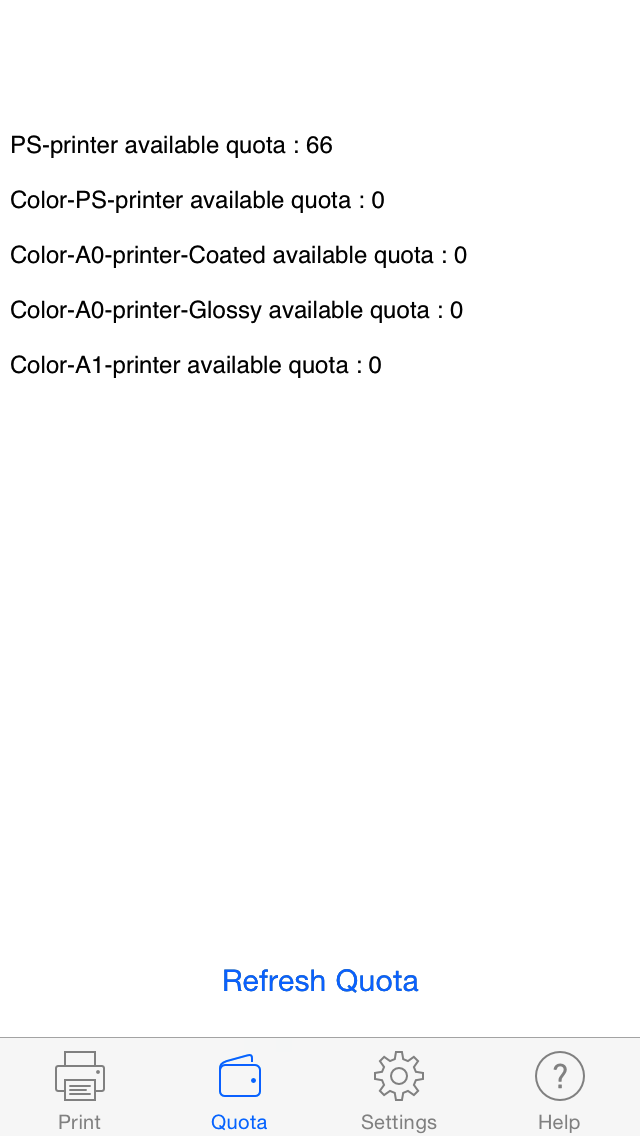 PS-printer available quota : 66
Color-PS-printer available quota : 0
Color-A0-printer-Coated available quota : 0
Color-A0-printer-Glossy available quota : 0
Color-A1-printer available quota : 0
Refresh Quota
?
Print Quota Settings Help